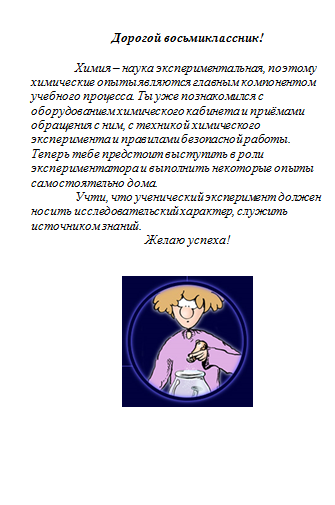 Дорогой восьмиклассник!
Химия – наука экспериментальная, поэтому
химические опыты являются главным компонентом
учебного процесса. Ты уже познакомился с
оборудованием химического кабинета и приёмами
обращения с ним, с техникой химического
эксперимента и правилами безопасной работы.
Теперь тебе предстоит выступить в роли
экспериментатора и выполнить некоторые опыты
самостоятельно дома.
Учти, что ученический эксперимент должен
носить исследовательский характер, служить
источником знаний.
Желаю успеха!